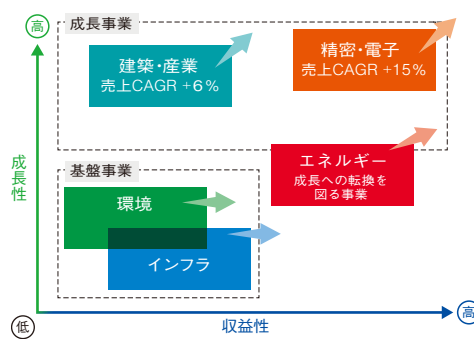 高
成長事業
建築・産業
売上CAGR +6%
精密・電子
売上CAGR +15%
成長性
エネルギー
成長への転換を
図る事業
基盤事業
環境
インフラ
低
収益性
高